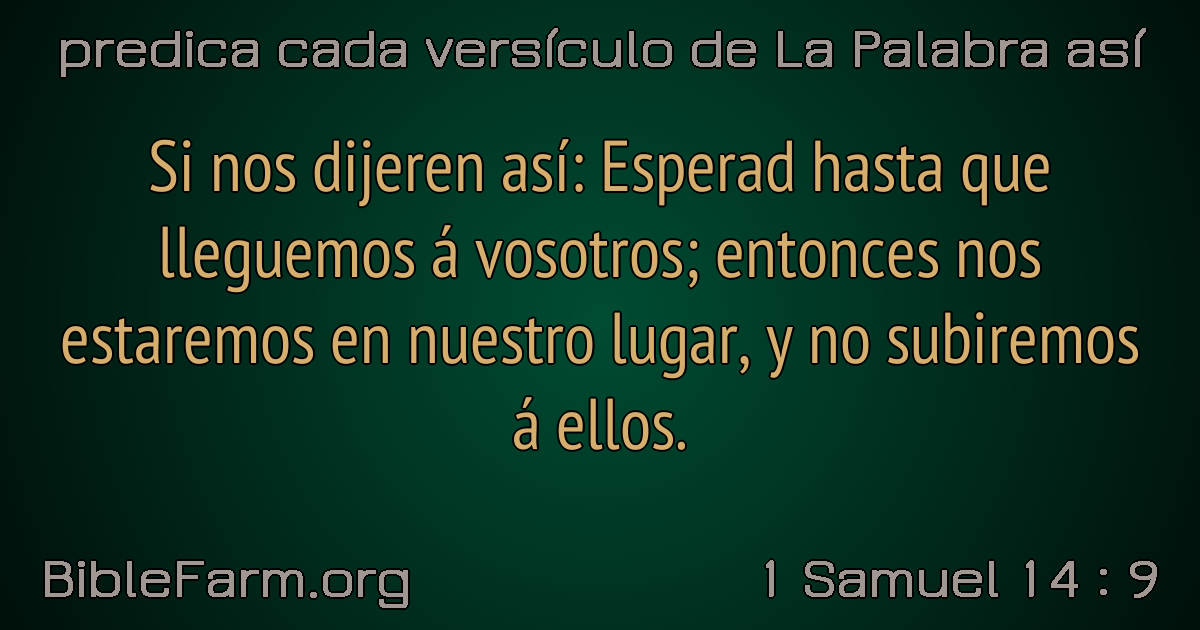 predica cada versículo de La Palabra así
Si nos dijeren así: Esperad hasta que
lleguemos á vosotros; entonces nos
estaremos en nuestro lugar, y no subiremos
á ellos.
BibleFarm.org
1 Samuel 14 : 9